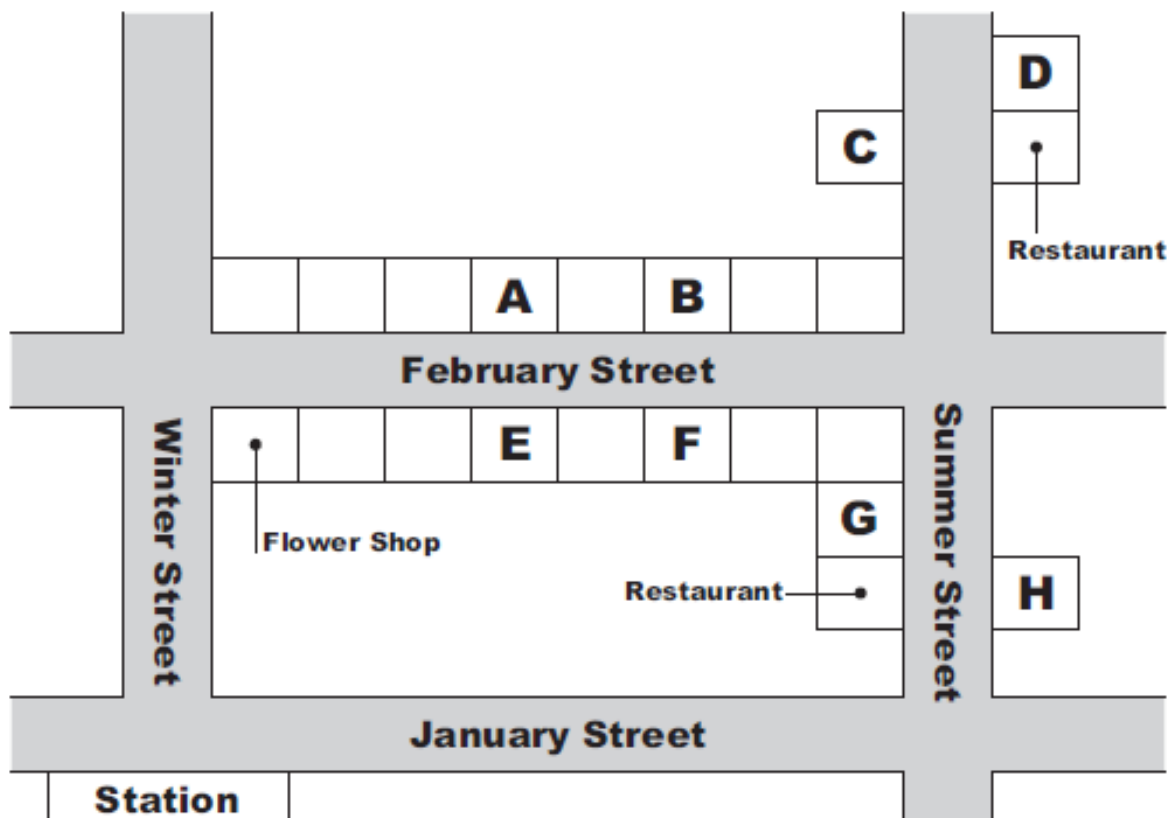 D
C
Restaurant
A
B
February Street
Winter Street
Summer Street
E
F
Flower Shop
G
Restaurant
H
January Street
Station